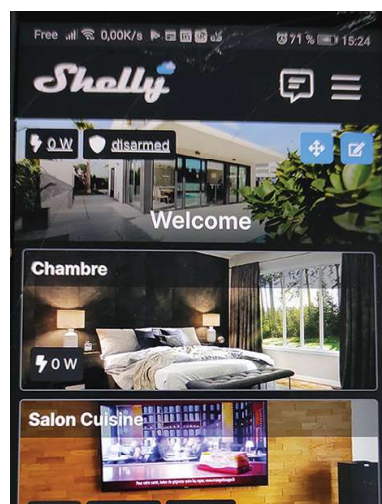 Free 0,00K/s 71 % 15:24
Shelly
0 W disarmed
Welcome
Chambre
0 W
Salon Cuisine